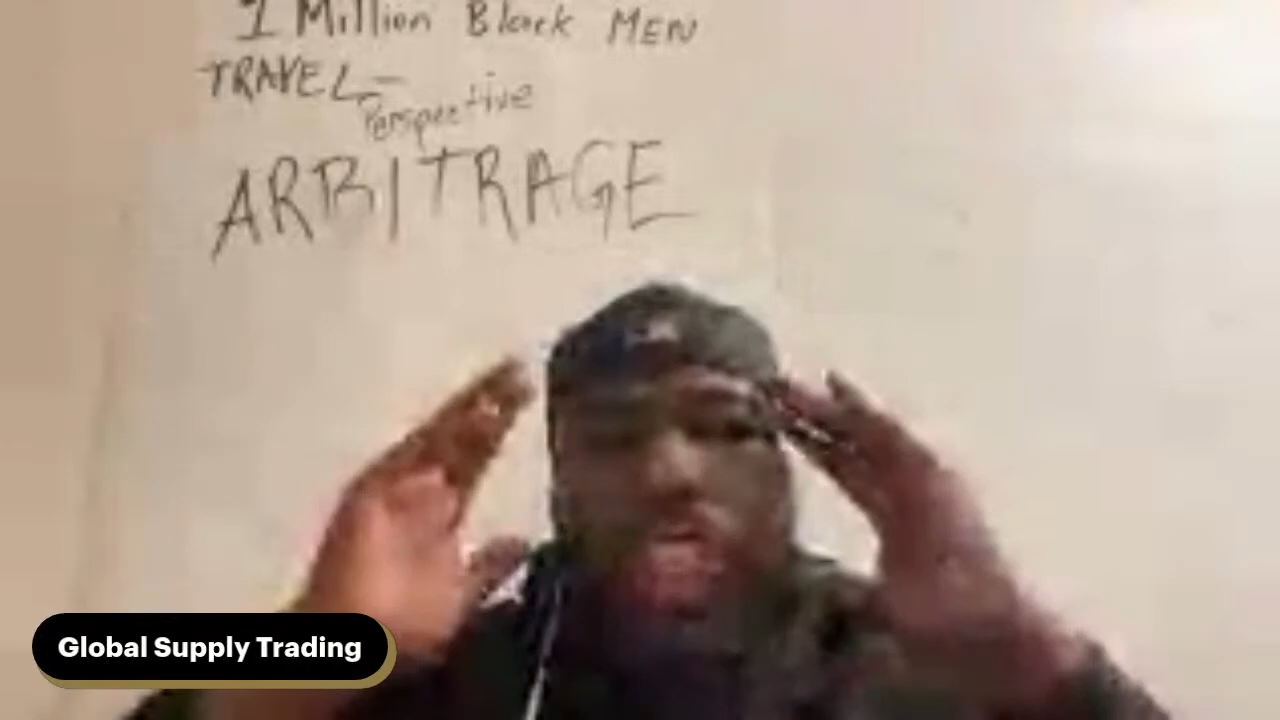 1 Million Black MEN
TRAVEL-
Perspective
ARBITRAGE
Global Supply Trading